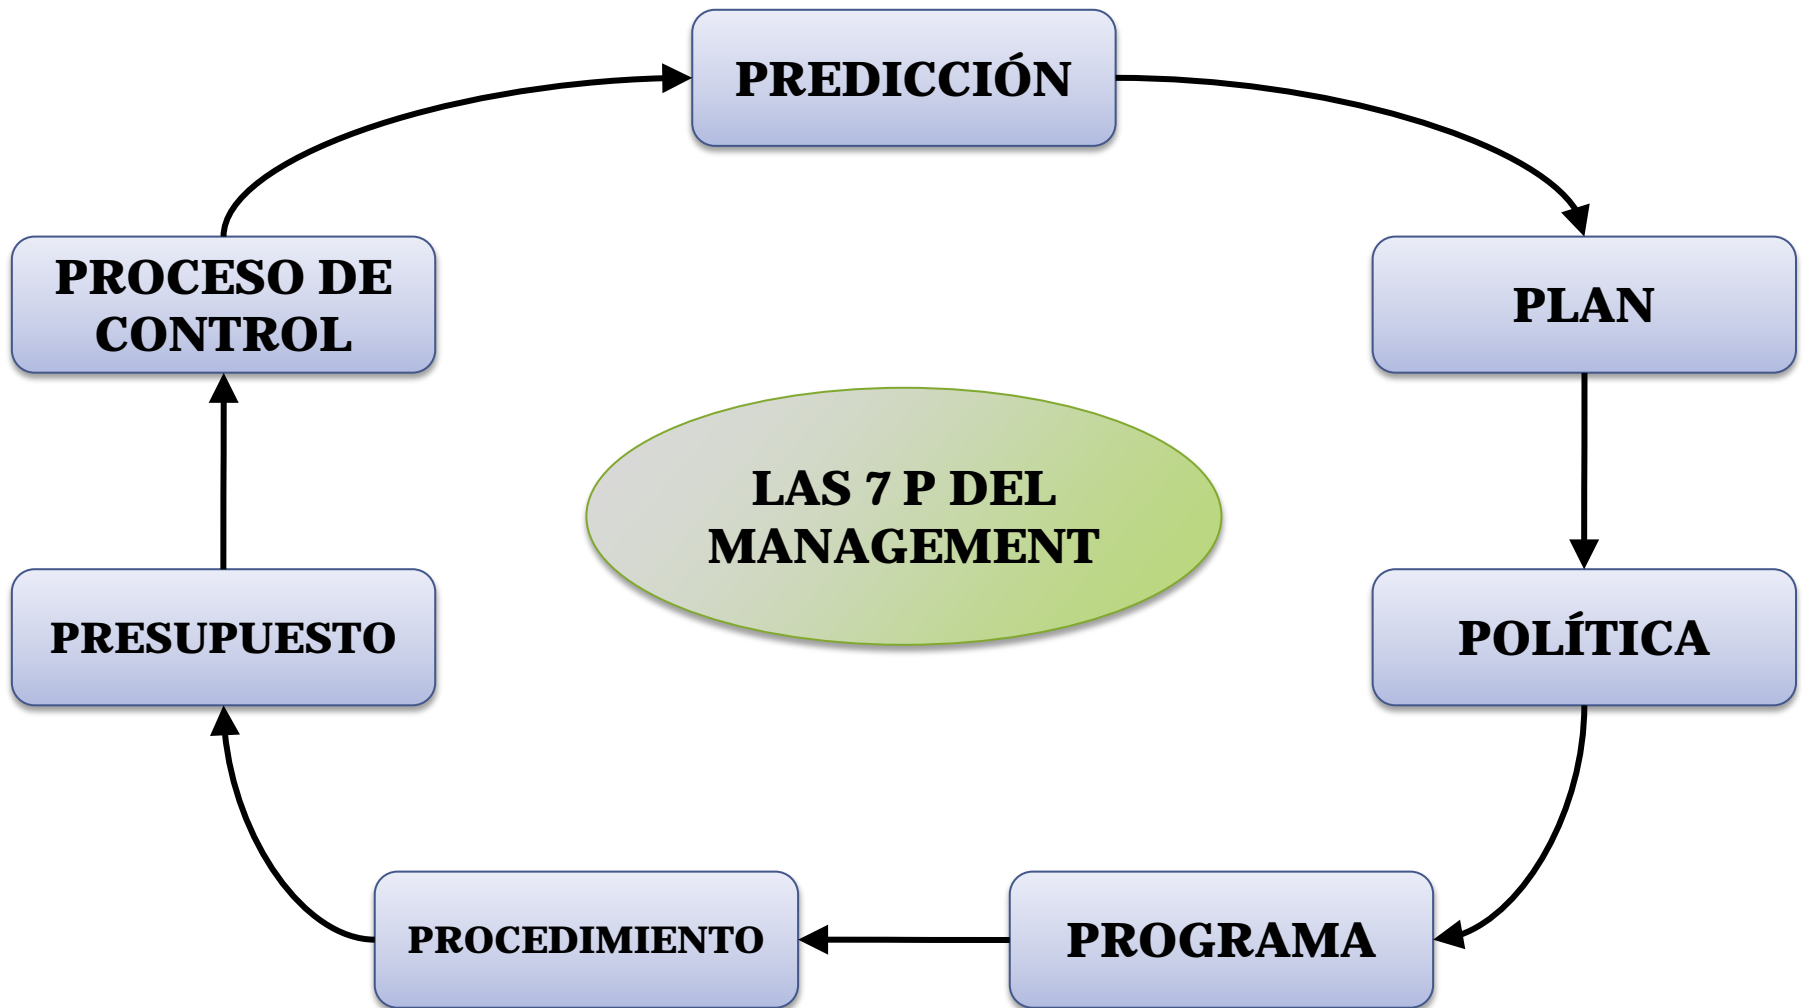 PREDICCIÓN
PLAN
POLÍTICA
PROGRAMA
PROCEDIMIENTO
PRESUPUESTO
PROCESO DE
CONTROL
LAS 7 P DEL
MANAGEMENT